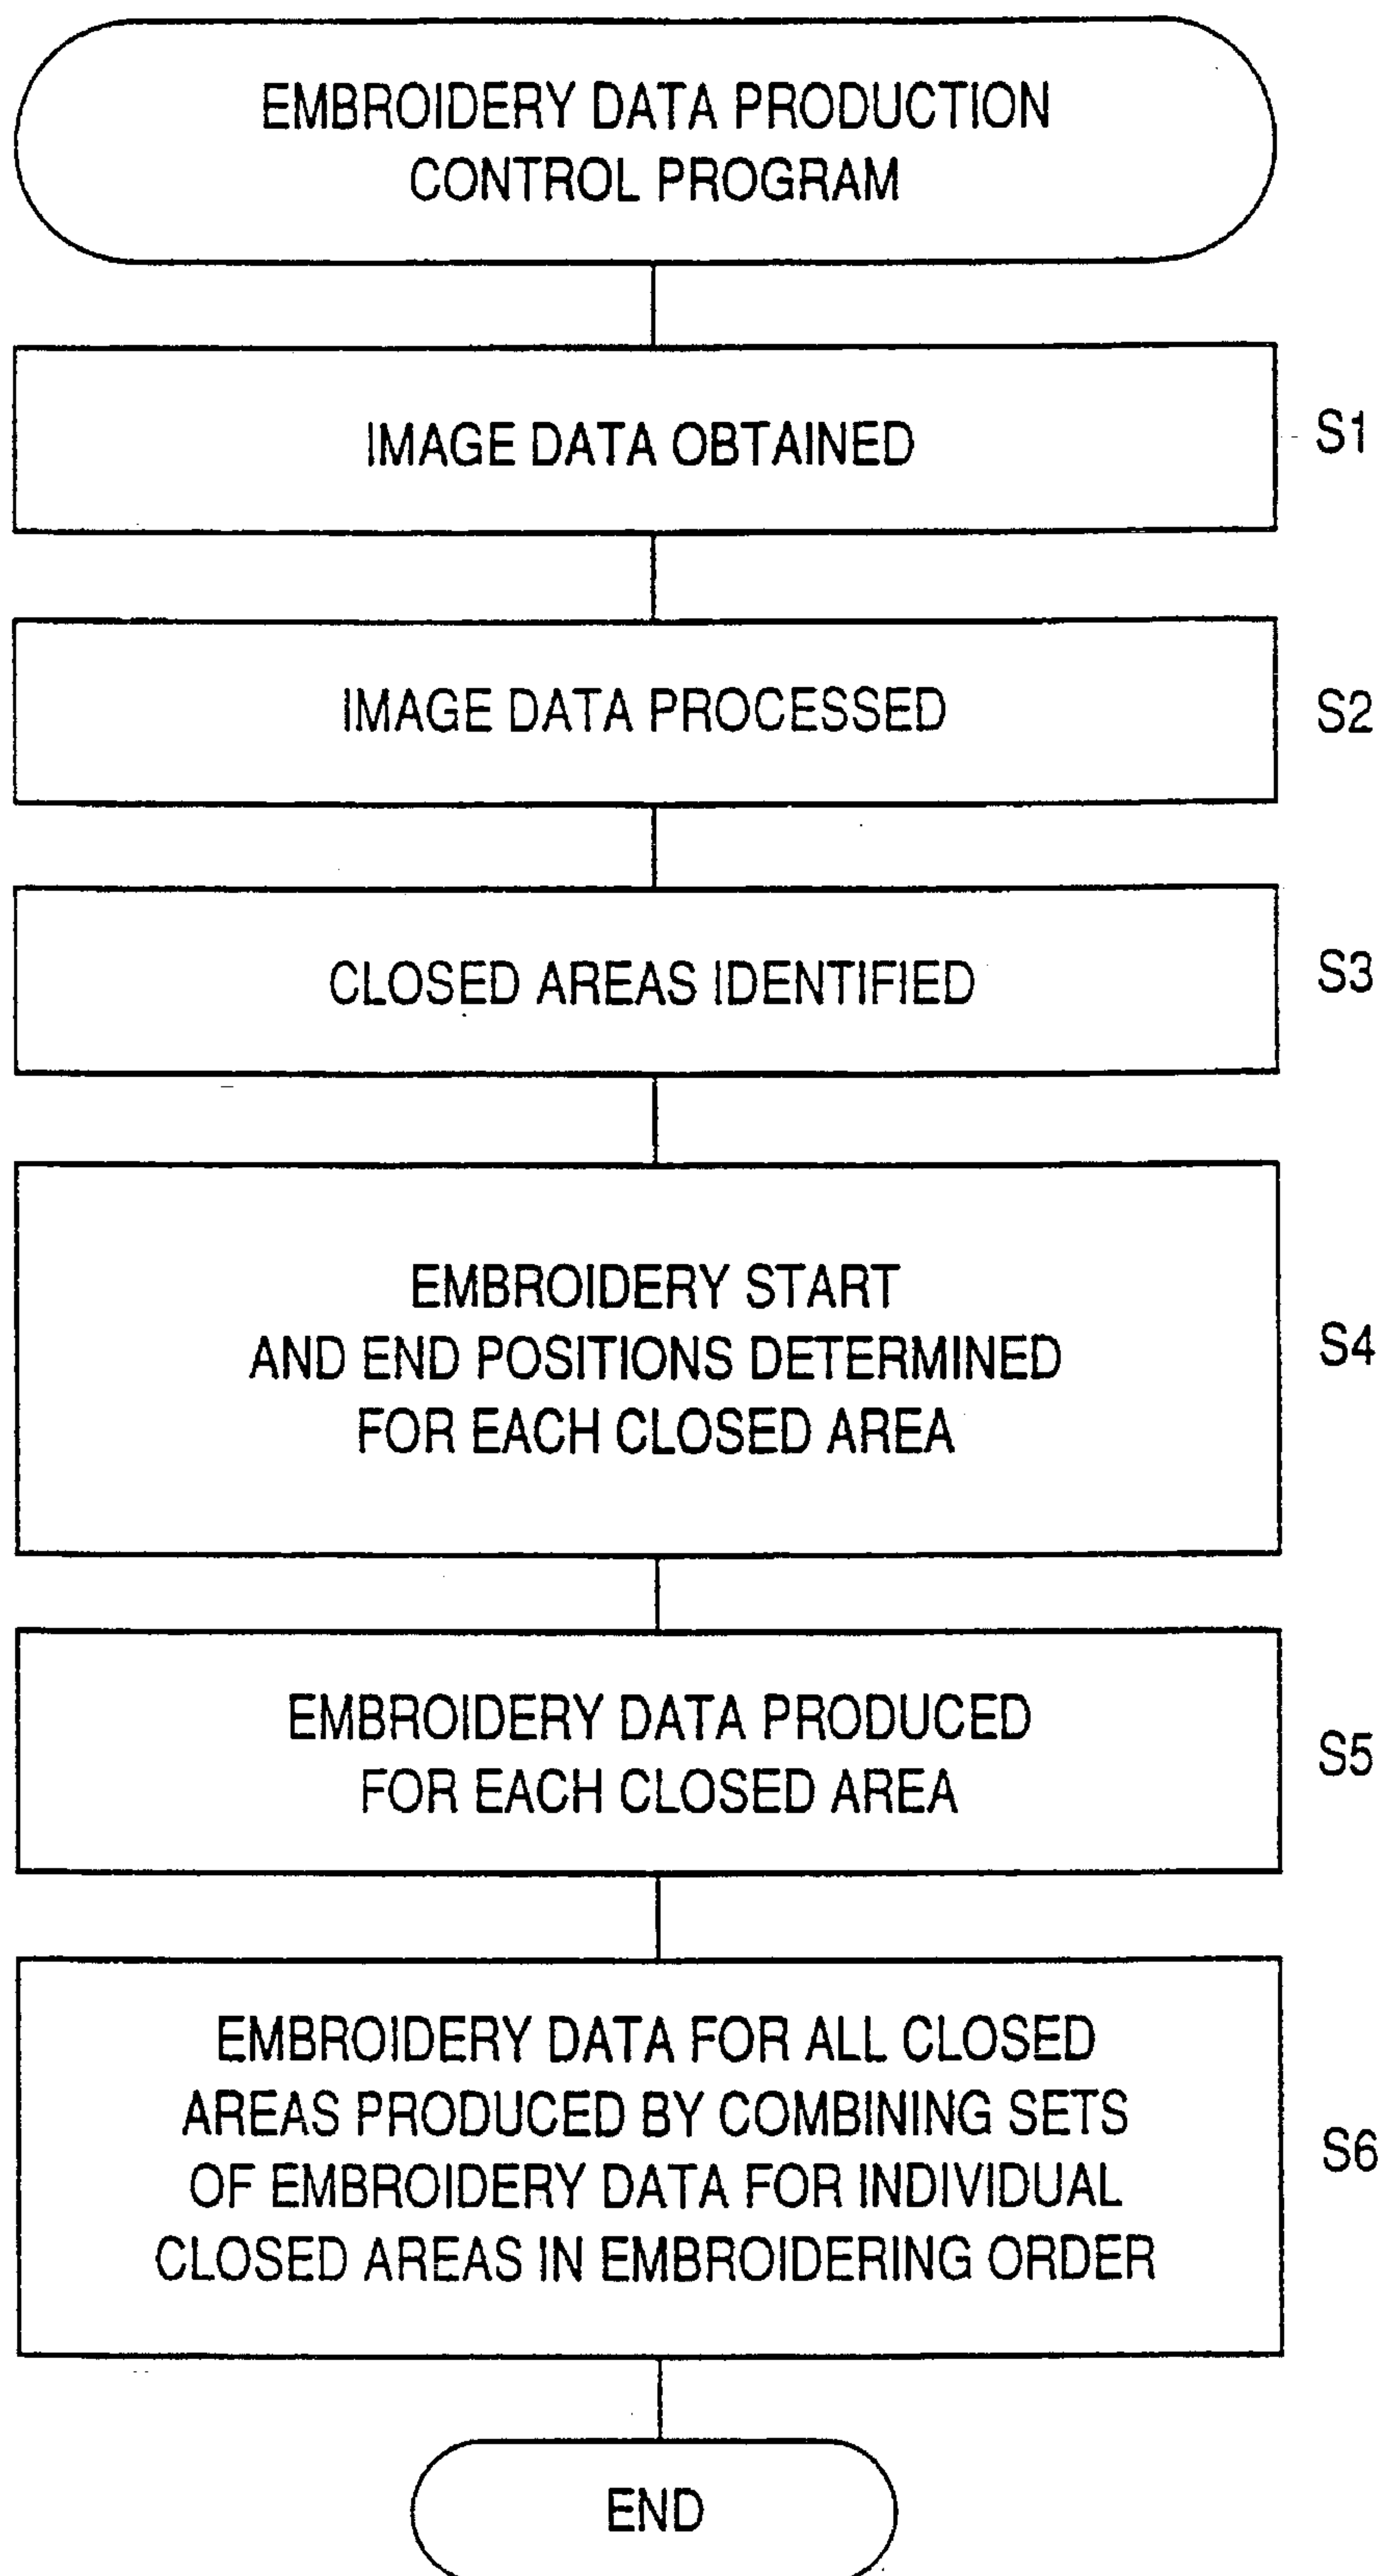 EMBROIDERY DATA PRODUCTION
CONTROL PROGRAM
IMAGE DATA OBTAINED
S1
IMAGE DATA PROCESSED
S2
CLOSED AREAS IDENTIFIED
S3
EMBROIDERY START
AND END POSITIONS DETERMINED
FOR EACH CLOSED AREA
S4
EMBROIDERY DATA PRODUCED
FOR EACH CLOSED AREA
S5
EMBROIDERY DATA FOR ALL CLOSED
AREAS PRODUCED BY COMBINING SETS
OF EMBROIDERY DATA FOR INDIVIDUAL
CLOSED AREAS IN EMBROIDERING ORDER
S6
END